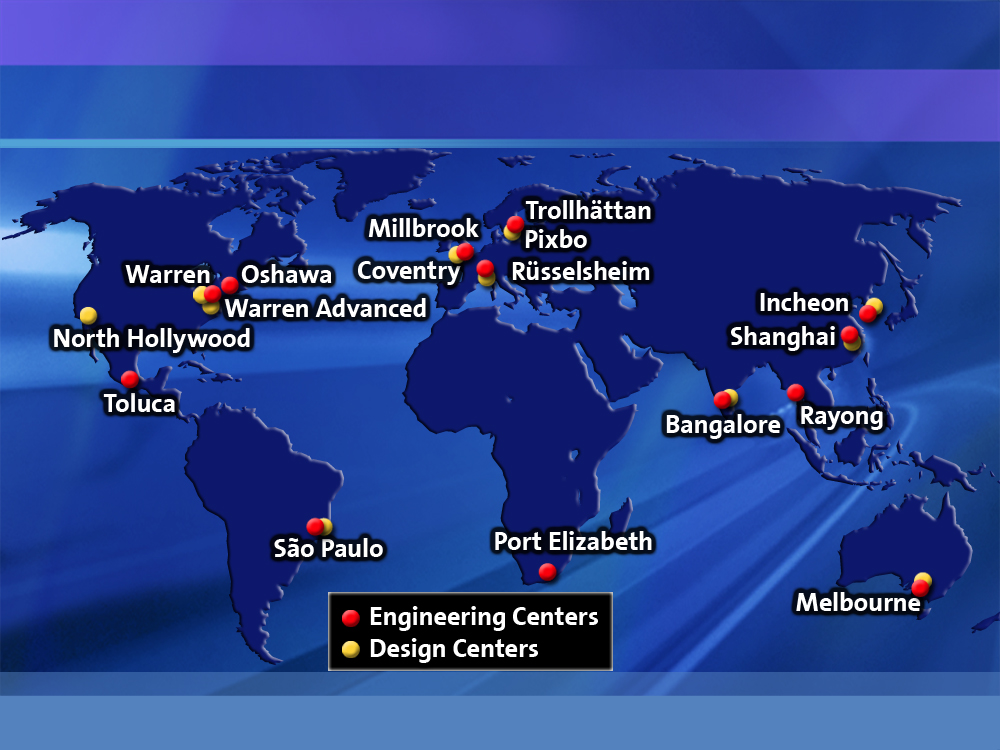 Trollhättan
Millbrook
Pixbo
Coventry
Rüsselsheim
Warren
Oshawa
Warren Advanced
North Hollywood
Toluca
Incheon
Shanghai
Bangalore
Rayong
São Paulo
Port Elizabeth
Melbourne
Engineering Centers
Design Centers